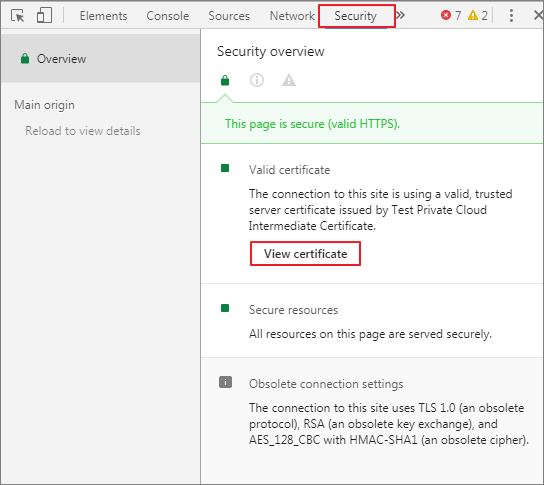 Elements Console Sources Network Security » 7 2
Overview
Main origin
Reload to view details
Security overview
This page is secure (valid HTTPS).
Valid certificate
The connection to this site is using a valid, trusted
server certificate issued by Test Private Cloud
Intermediate Certificate.
View certificate
Secure resources
All resources on this page are served securely.
Obsolete connection settings
The connection to this site uses TLS 1.0 (an obsolete
protocol), RSA (an obsolete key exchange), and
AES_128_CBC with HMAC-SHA1 (an obsolete cipher).